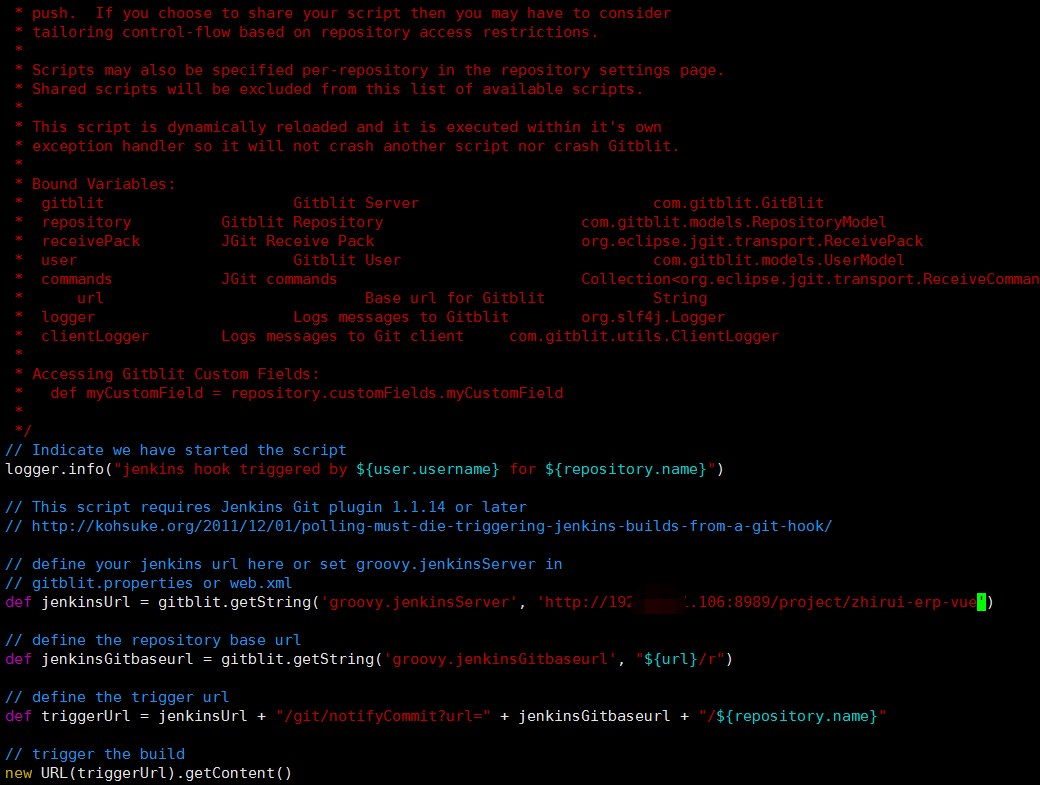 * push.  If you choose to share your script then you may have to consider
* tailoring control-flow based on repository access restrictions.
*
* Scripts may also be specified per-repository in the repository settings page.
* Shared scripts will be excluded from this list of available scripts.
*
* This script is dynamically reloaded and it is executed within it's own
* exception handler so it will not crash another script nor crash Gitblit.
*
* Bound Variables:
*  gitblit                     Gitblit Server                          com.gitblit.GitBlit
*  repository          Gitblit Repository                      com.gitblit.models.RepositoryModel
*  receivePack         JGit Receive Pack                       org.eclipse.jgit.transport.ReceivePack
*  user                        Gitblit User                            com.gitblit.models.UserModel
*  commands            JGit commands                           Collection<org.eclipse.jgit.transport.ReceiveComman
*      url                             Base url for Gitblit            String
*  logger                      Logs messages to Gitblit        org.slf4j.Logger
*  clientLogger        Logs messages to Git client     com.gitblit.utils.ClientLogger
*
* Accessing Gitblit Custom Fields:
*   def myCustomField = repository.customFields.myCustomField
*
*/
// Indicate we have started the script
logger.info("jenkins hook triggered by ${user.username} for ${repository.name}")
// This script requires Jenkins Git plugin 1.1.14 or later
// http://kohsuke.org/2011/12/01/polling-must-die-triggering-jenkins-builds-from-a-git-hook/
// define your jenkins url here or set groovy.jenkinsServer in
// gitblit.properties or web.xml
def jenkinsUrl = gitblit.getString('groovy.jenkinsServer', 'http://192 .106:8989/project/zhirui-erp-vue')
// define the repository base url
def jenkinsGitbaseurl = gitblit.getString('groovy.jenkinsGitbaseurl', "${url}/r")
// define the trigger url
def triggerUrl = jenkinsUrl + "/git/notifyCommit?url=" + jenkinsGitbaseurl + "/${repository.name}"
// trigger the build
new URL(triggerUrl).getContent()